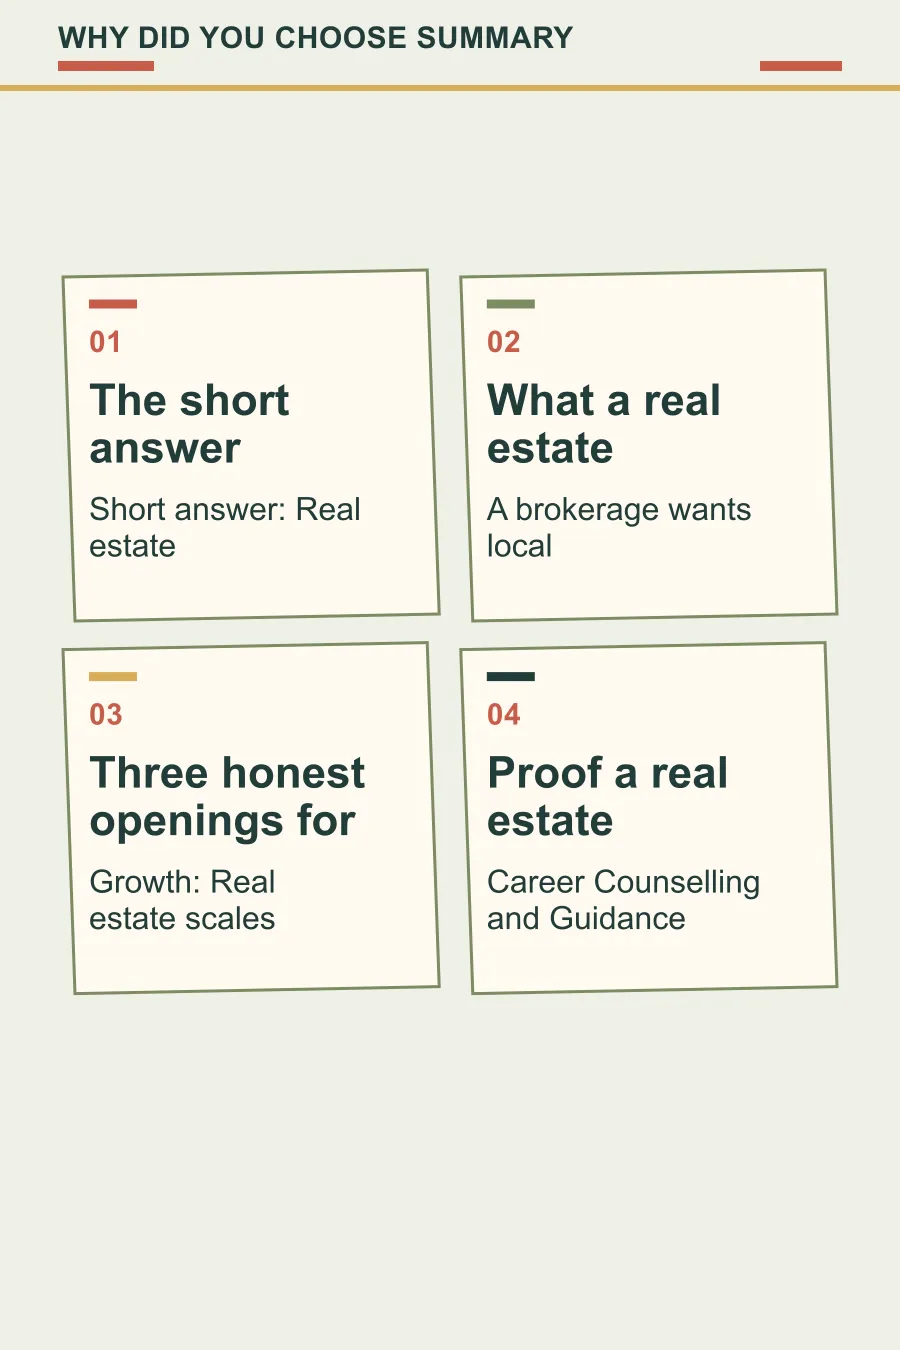 WHY DID YOU CHOOSE SUMMARY
01
The short
answer
Short answer: Real
estate
02
What a real
estate
A brokerage wants
local
03
Three honest
openings for
Growth: Real
estate scales
04
Proof a real
estate
Career Counselling
and Guidance